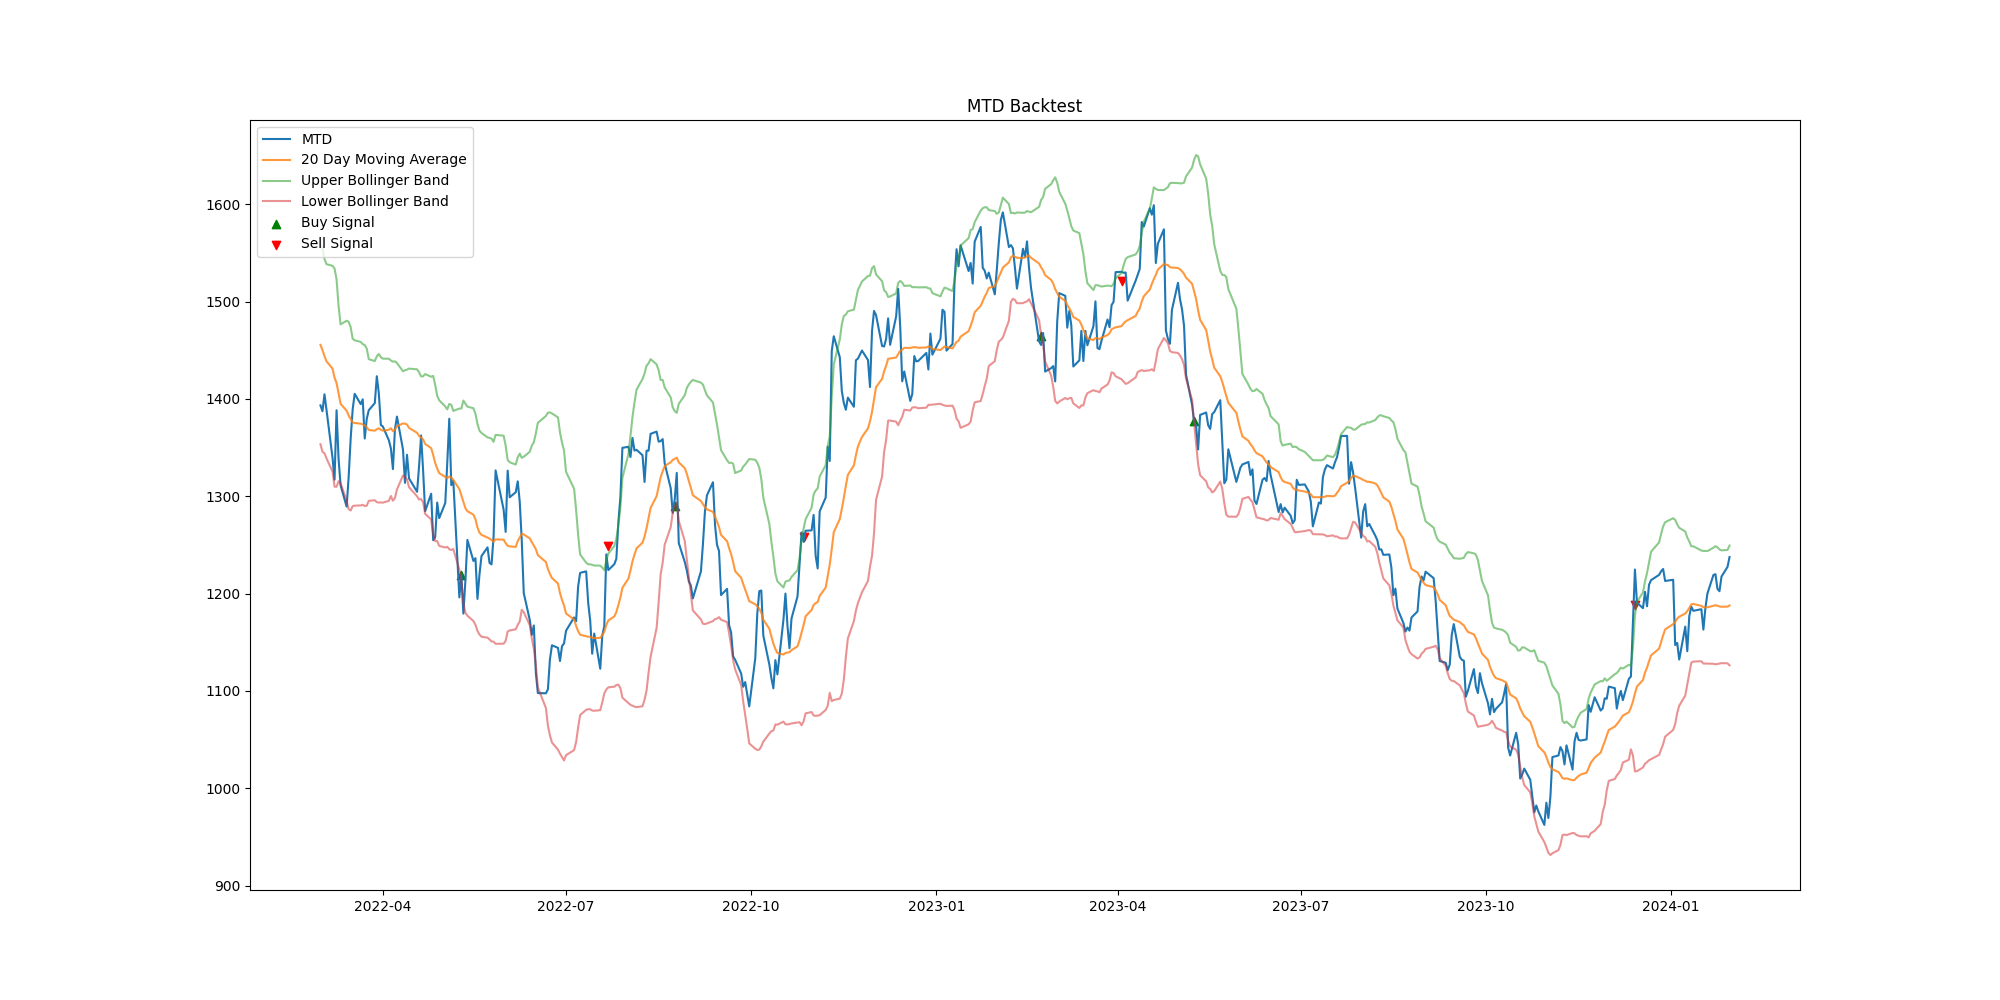 MTD Backtest
MTD
20 Day Moving Average
Upper Bollinger Band
Lower Bollinger Band
Buy Signal
Sell Signal
1600
1500
1400
1300
1200
1100
1000
900
2022-04 2022-07 2022-10 2023-01 2023-04 2023-07 2023-10 2024-01